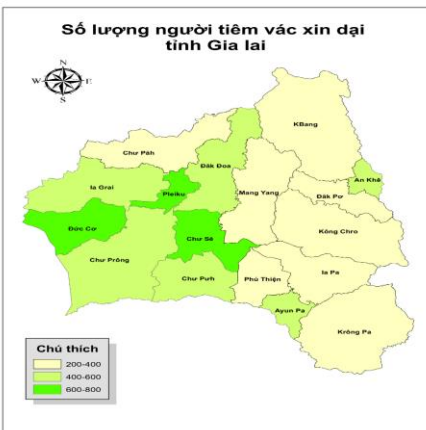 Số lượng người tiêm vác xin dại
tỉnh Gia lai
N
W E
S
KBang
Chư Păh
Đăk Đoa
An Khê
Ia Grai
Pleiku
Mang Yang
Đăk Pơ
Đức Cơ
Chư Sê
Kông Chro
Chư Prông
Ia Pa
Chư Pưh
Phú Thiện
Ayun Pa
Krông Pa
Chú thích
200-400
400-600
600-800